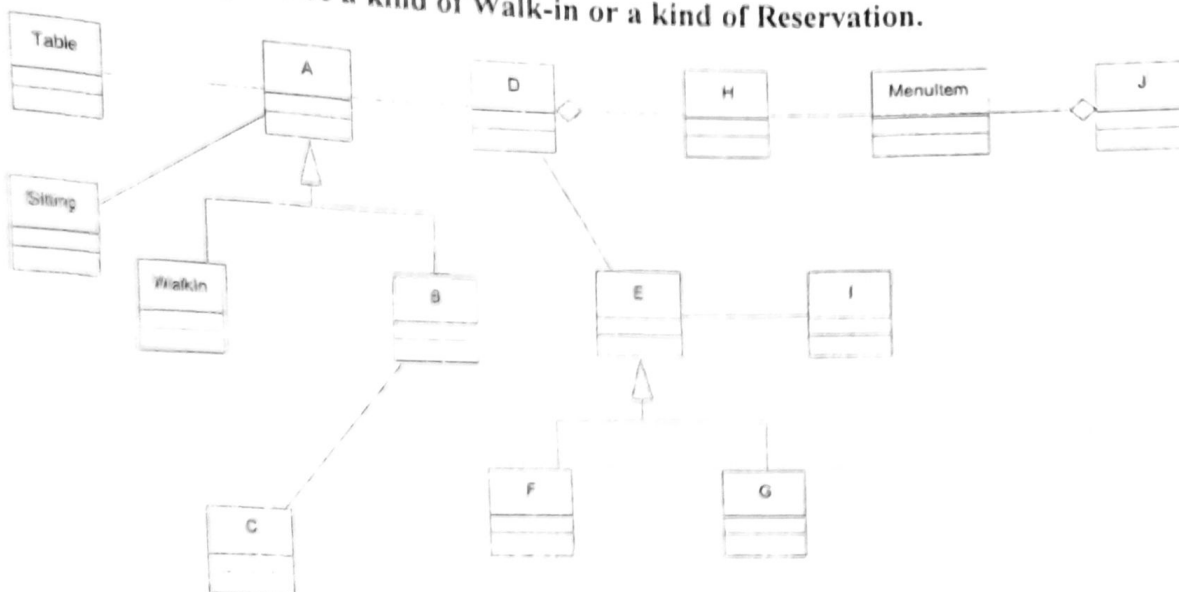 a kind of Walk-in or a kind of Reservation.
Table
A
D
H
MenuItem
J
Sitting
WalkIn
B
E
I
F
G
C